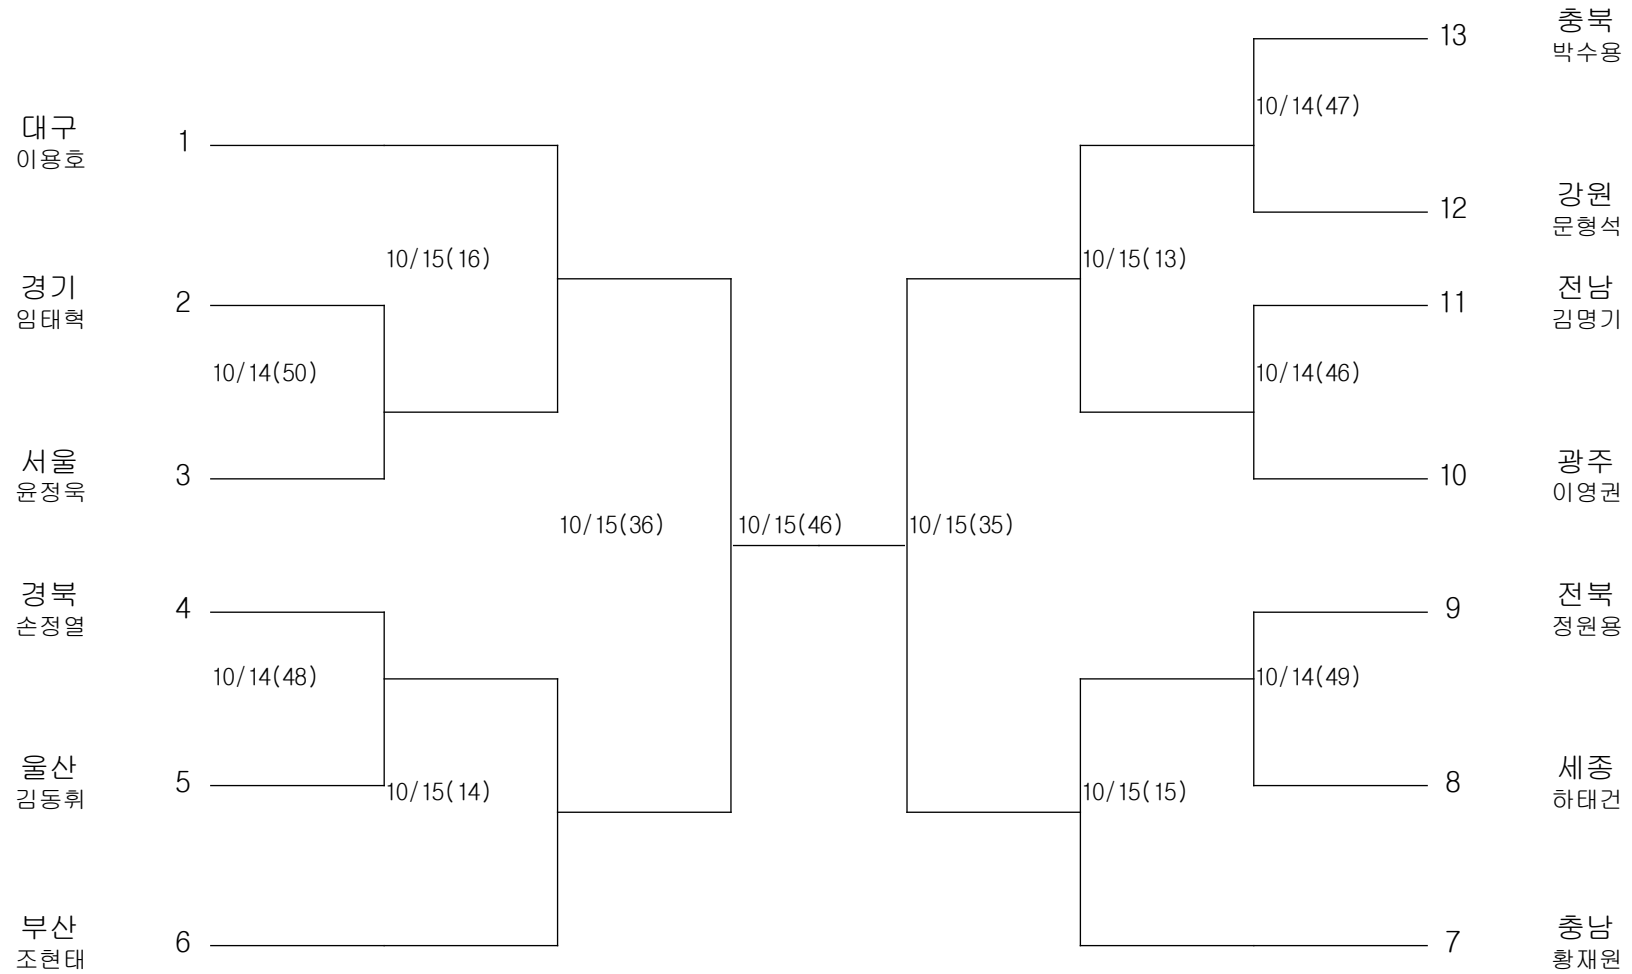 충북
박수용
13
10/14(47)
대구
이용호
1
강원
문형석
12
10/15(16)
10/15(13)
경기
임태혁
2
전남
김명기
11
10/14(50)
10/14(46)
서울
윤정욱
3
광주
이영권
10
10/15(36)
10/15(46)
10/15(35)
경북
손정열
4
전북
정원용
9
10/14(48)
10/14(49)
울산
김동휘
5
세종
하태건
8
10/15(14)
10/15(15)
부산
조현태
6
충남
황재원
7